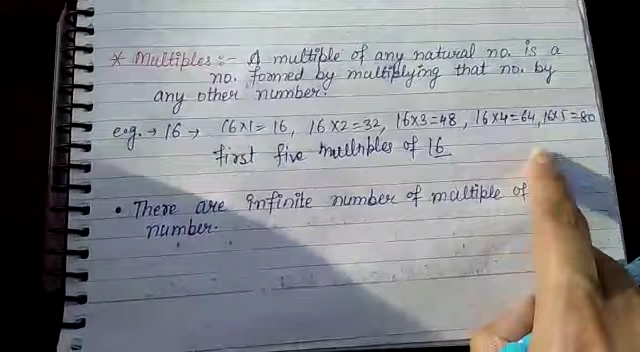 * Multiples :- A multiple of any natural no. is a
no. formed by multiplying that no. by
any other number.
e.g. → 16 → 16×1=16, 16×2=32, 16×3=48, 16×4=64, 16×5=80
first five multiples of 16
• There are infinite number of multiple of
number.